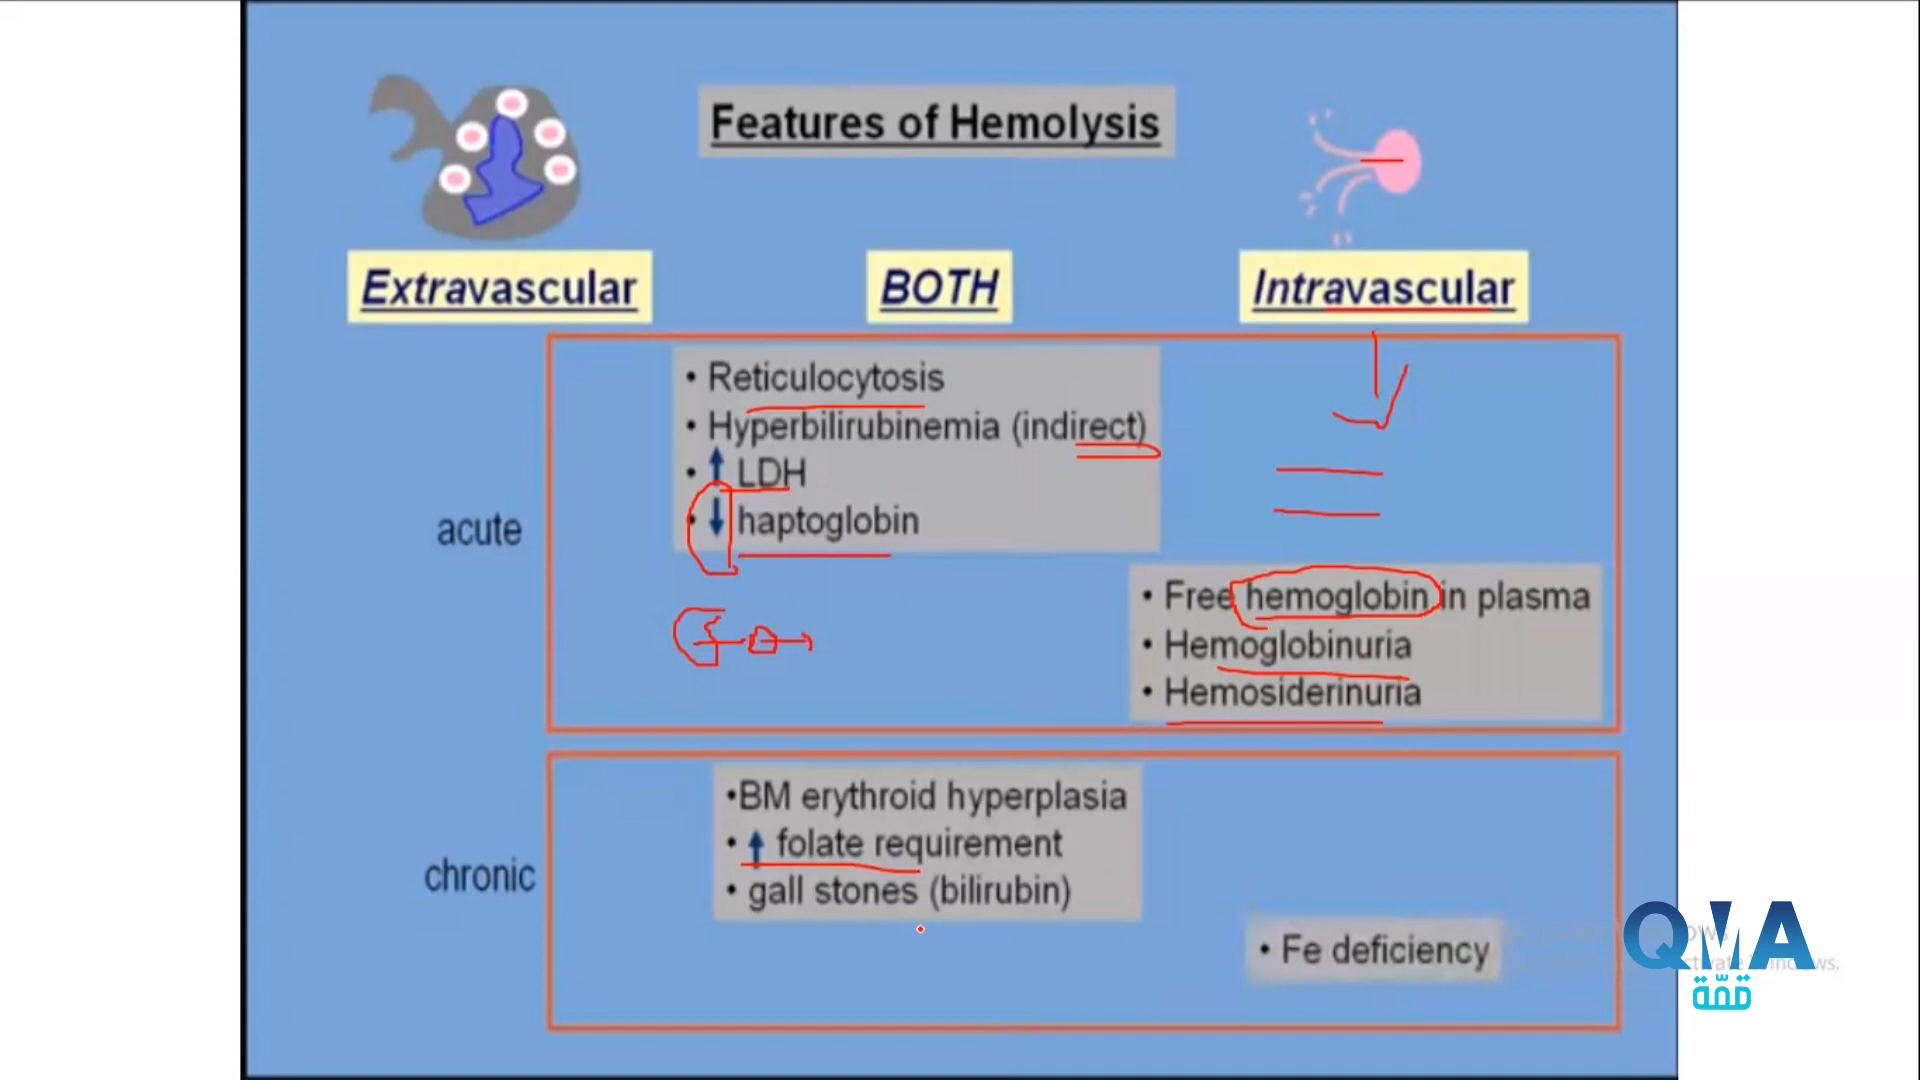 Features of Hemolysis
Extravascular
BOTH
Intravascular
acute
• Reticulocytosis
• Hyperbilirubinemia (indirect)
• ↑ LDH
• ↓ haptoglobin
• Free hemoglobin in plasma
• Hemoglobinuria
• Hemosiderinuria
chronic
•BM erythroid hyperplasia
• ↑ folate requirement
• gall stones (bilirubin)
• Fe deficiency
QMA
قمّة